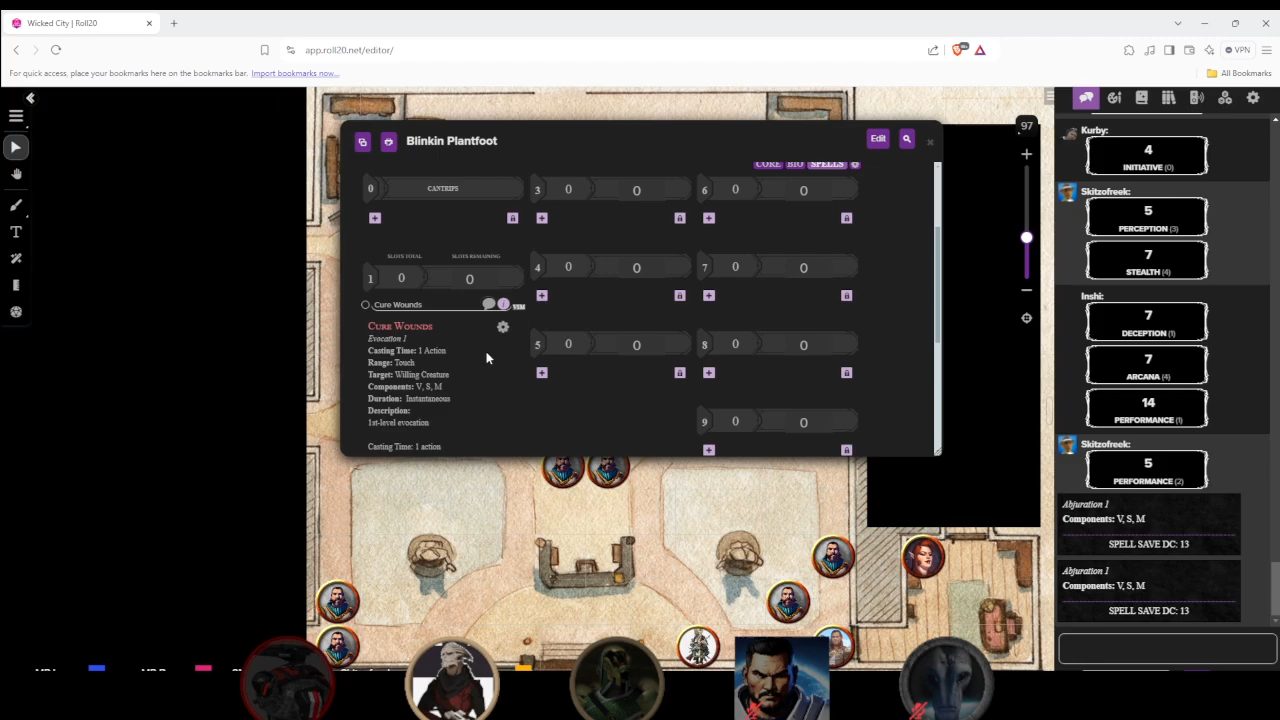 Wicked City | Roll20
app.roll20.net/editor/
VPN
For quick access, place your bookmarks here on the bookmarks bar. Import bookmarks now...
All Bookmarks
Blinkin Plantfoot
Edit
97
CORE BIO SPELLS
0 CANTRIPS
3 0 0
6 0 0
SLOTS TOTAL SLOTS REMAINING
1 0 0
4 0 0
7 0 0
Cure Wounds
VSM
5 0 0
8 0 0
9 0 0
CURE WOUNDS
Evocation 1
Casting Time: 1 Action
Range: Touch
Target: Willing Creature
Components: V, S, M
Duration: Instantaneous
Description:
1st-level evocation
Casting Time: 1 action
Kurby:
4
INITIATIVE (0)
Skitzofreek:
5
PERCEPTION (3)
7
STEALTH (4)
Inshi:
7
DECEPTION (1)
7
ARCANA (4)
14
PERFORMANCE (1)
Skitzofreek:
5
PERFORMANCE (2)
Abjuration 1
Components: V, S, M
SPELL SAVE DC: 13
Abjuration 1
Components: V, S, M
SPELL SAVE DC: 13